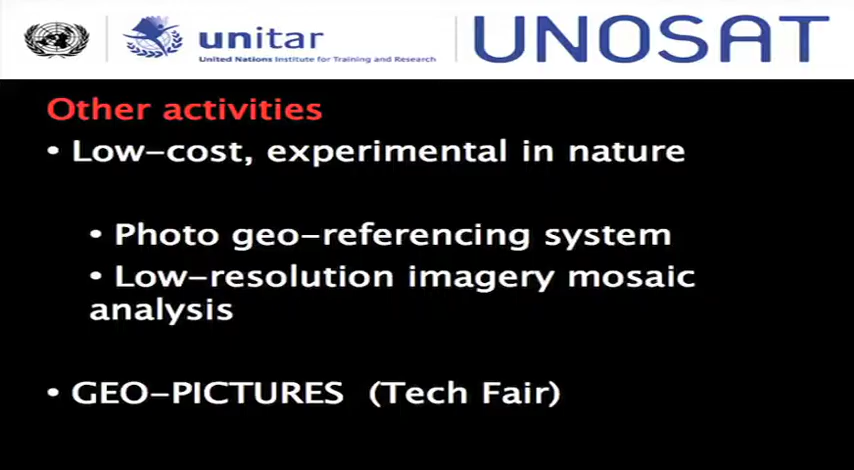 unitar
United Nations Institute for Training and Research
UNOSAT
Other activities
• Low-cost, experimental in nature
• Photo geo-referencing system
• Low-resolution imagery mosaic
analysis
• GEO-PICTURES (Tech Fair)